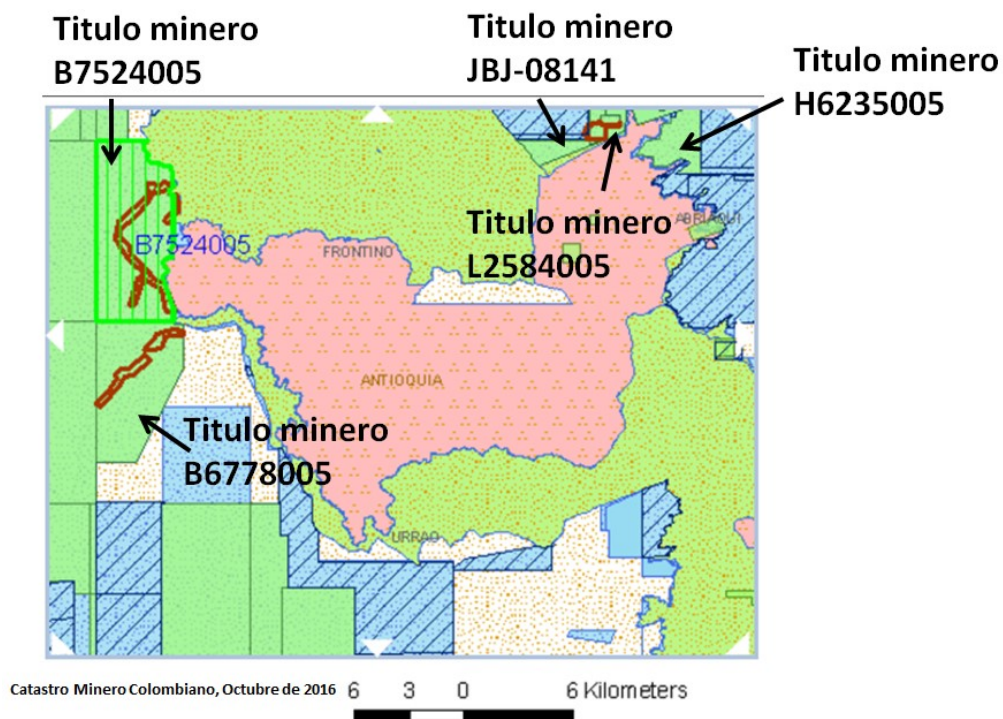 Titulo minero
B7524005
Titulo minero
JBJ-08141
Titulo minero
H6235005
Titulo minero
L2584005
ABRIAQUI
B7524005
FRONTINO
ANTIOQUIA
Titulo minero
B6778005
URRAO
Catastro Minero Colombiano, Octubre de 2016
6 3 0 6 Kilometers